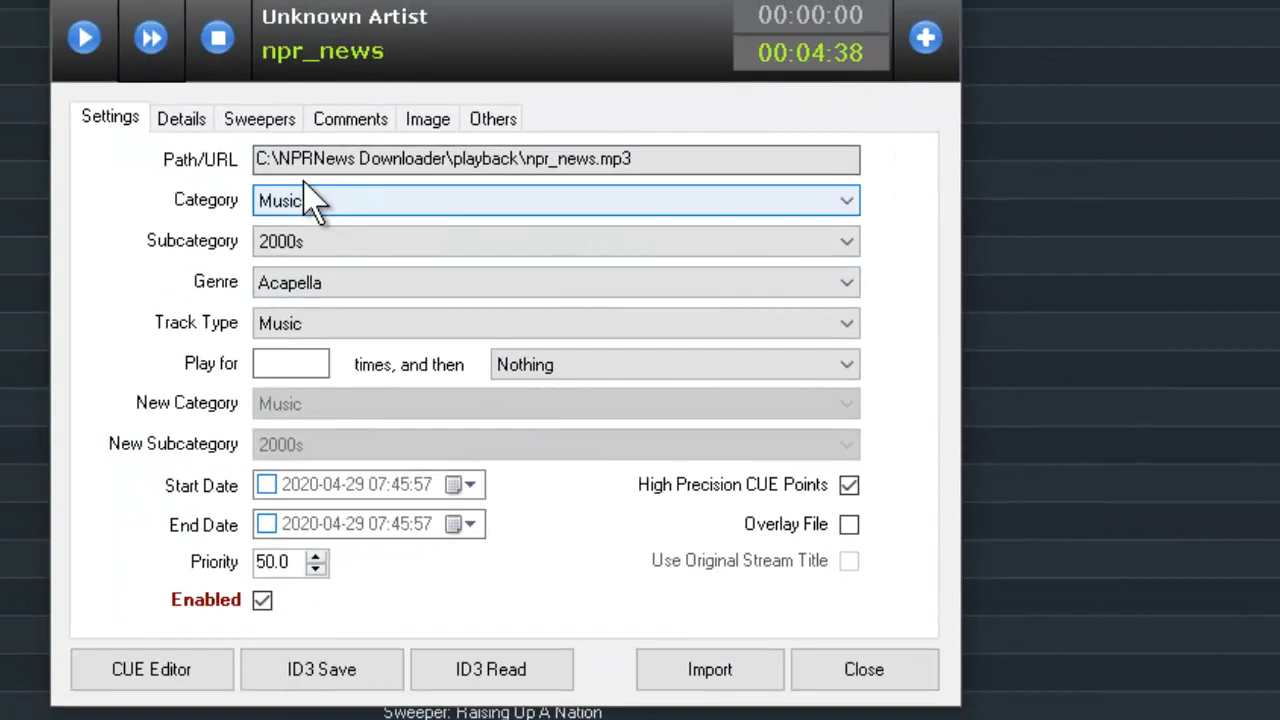 Unknown Artist 00:00:00
npr_news 00:04:38
Settings Details Sweepers Comments Image Others
Path/URL C:\NPRNews Downloader\playback\npr_news.mp3
Category Music
Subcategory 2000s
Genre Acapella
Track Type Music
Play for times, and then Nothing
New Category Music
New Subcategory 2000s
Start Date 2020-04-29 07:45:57 High Precision CUE Points
End Date 2020-04-29 07:45:57 Overlay File
Priority 50.0 Use Original Stream Title
Enabled
CUE Editor ID3 Save ID3 Read Import Close
Sweeper: Raising Up A Nation